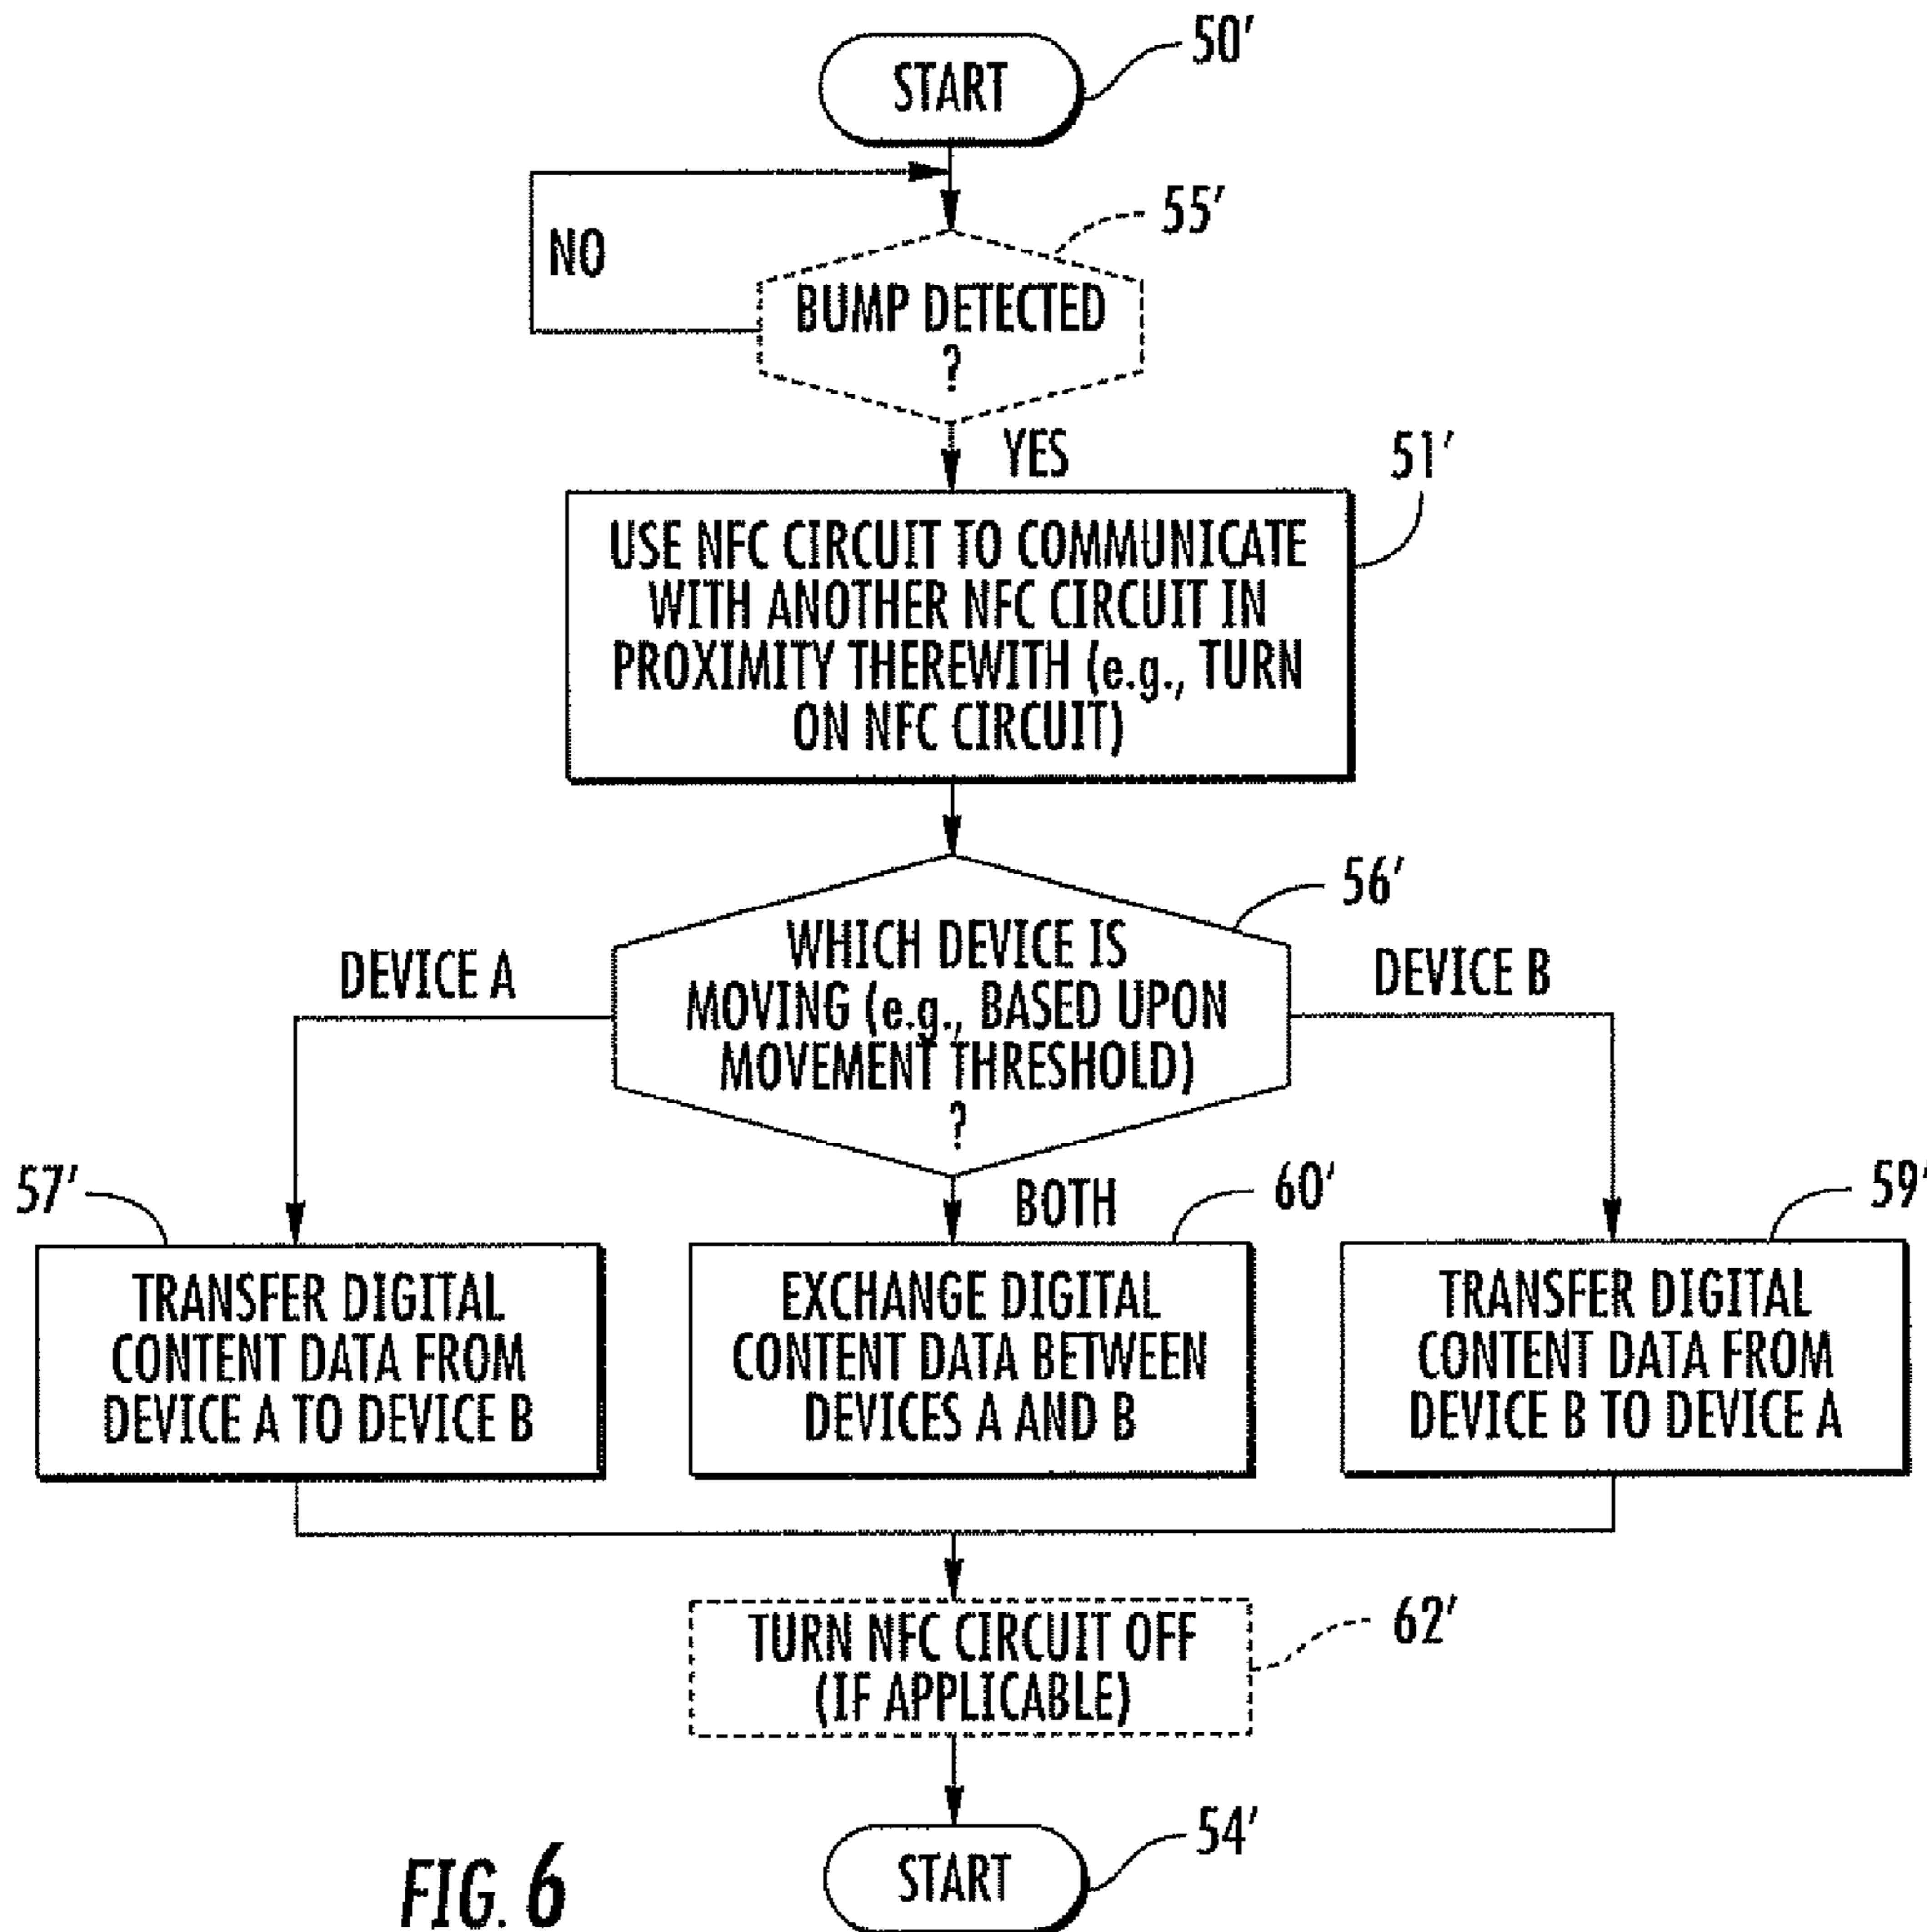 50'
START
55'
NO
BUMP DETECTED
?
YES
51'
USE NFC CIRCUIT TO COMMUNICATE
WITH ANOTHER NFC CIRCUIT IN
PROXIMITY THEREWITH (e.g., TURN
ON NFC CIRCUIT)
56'
WHICH DEVICE IS
MOVING (e.g., BASED UPON
MOVEMENT THRESHOLD)
?
DEVICE A
DEVICE B
BOTH
57'
TRANSFER DIGITAL
CONTENT DATA FROM
DEVICE A TO DEVICE B
60'
EXCHANGE DIGITAL
CONTENT DATA BETWEEN
DEVICES A AND B
59'
TRANSFER DIGITAL
CONTENT DATA FROM
DEVICE B TO DEVICE A
TURN NFC CIRCUIT OFF
(IF APPLICABLE)
62'
START
54'
FIG. 6